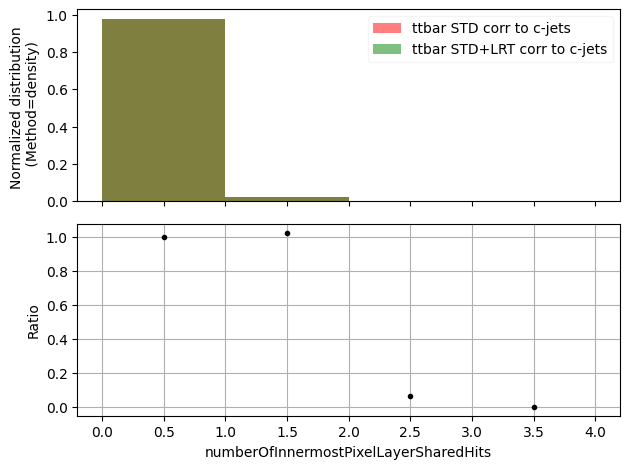 1.0
0.8
0.6
0.4
0.2
0.0
Normalized distribution
(Method=density)
ttbar STD corr to c-jets
ttbar STD+LRT corr to c-jets
1.0
0.8
0.6
0.4
0.2
0.0
Ratio
0.0 0.5 1.0 1.5 2.0 2.5 3.0 3.5 4.0
numberOfInnermostPixelLayerSharedHits